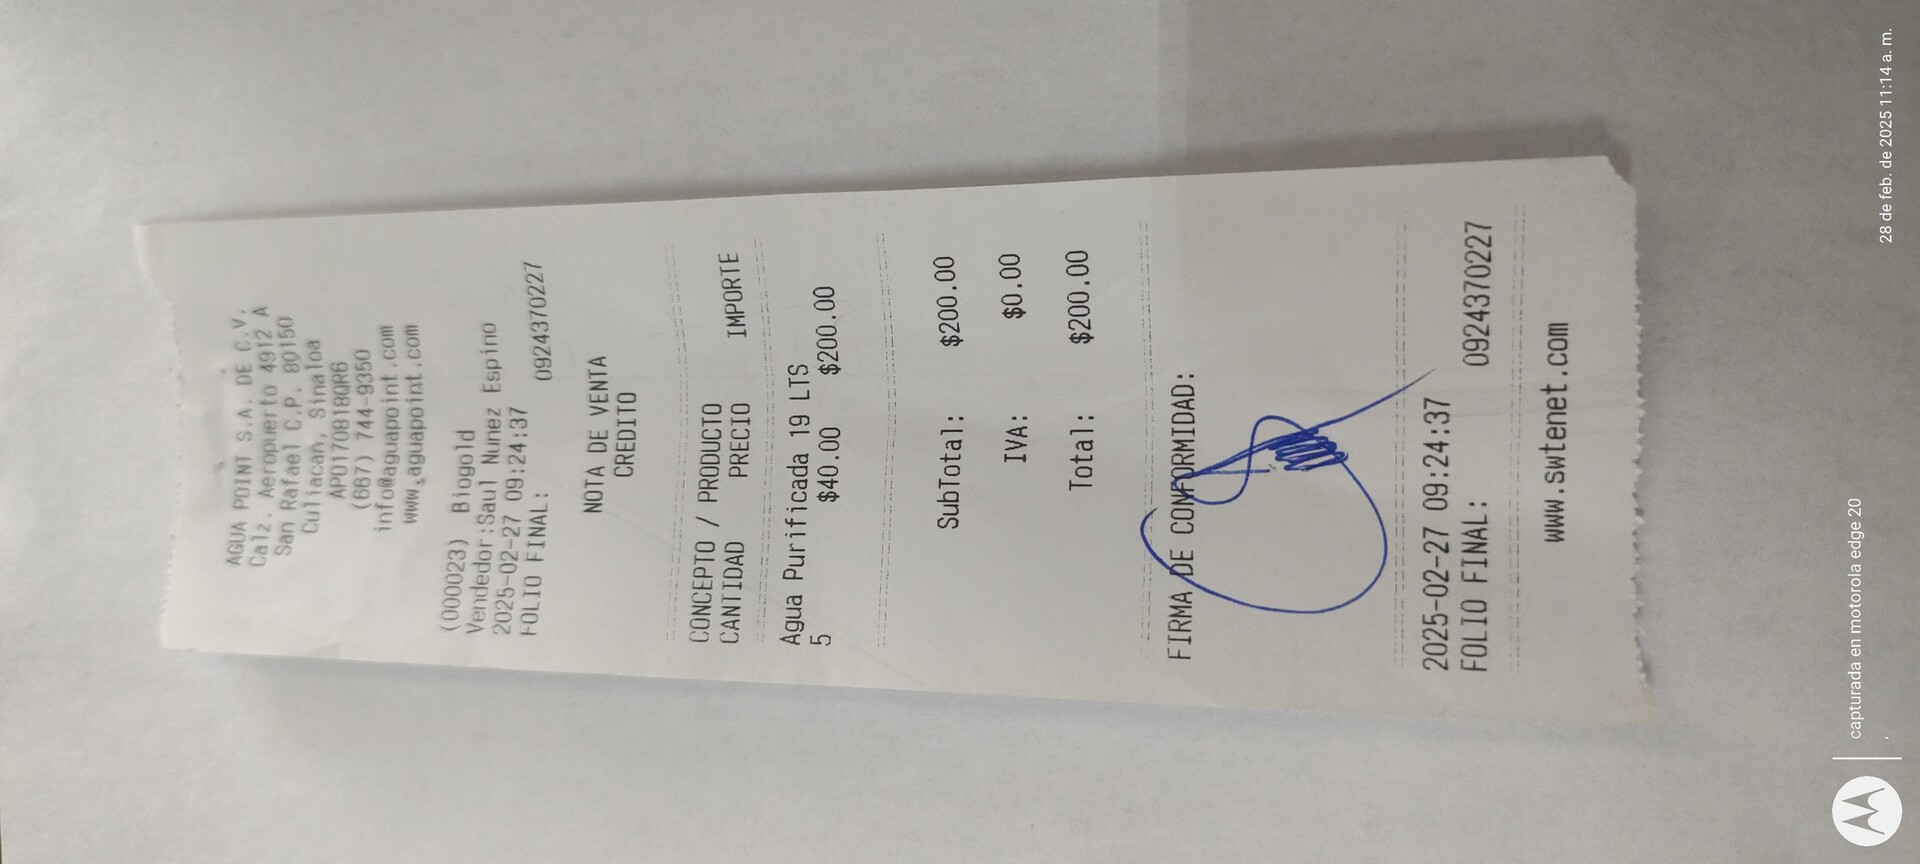 AGUA POINT S.A. DE C.V.
Calz. Aeropuerto 4912 A
San Rafael C.P. 80150
Culiacan, Sinaloa
APO170818QR6
(667) 744-9350
info@aguapoint.com
www.aguapoint.com
(000023) Biogold
Vendedor:Saul Nunez Espino
2025-02-27 09:24:37
FOLIO FINAL: 0924370227
NOTA DE VENTA
CREDITO
CONCEPTO / PRODUCTO
CANTIDAD PRECIO IMPORTE
Agua Purificada 19 LTS
5 $40.00 $200.00
SubTotal: $200.00
IVA: $0.00
Total: $200.00
FIRMA DE CONFORMIDAD:
2025-02-27 09:24:37
FOLIO FINAL: 0924370227
www.swtenet.com
capturada en motorola edge 20
28 de feb. de 2025 11:14 a. m.